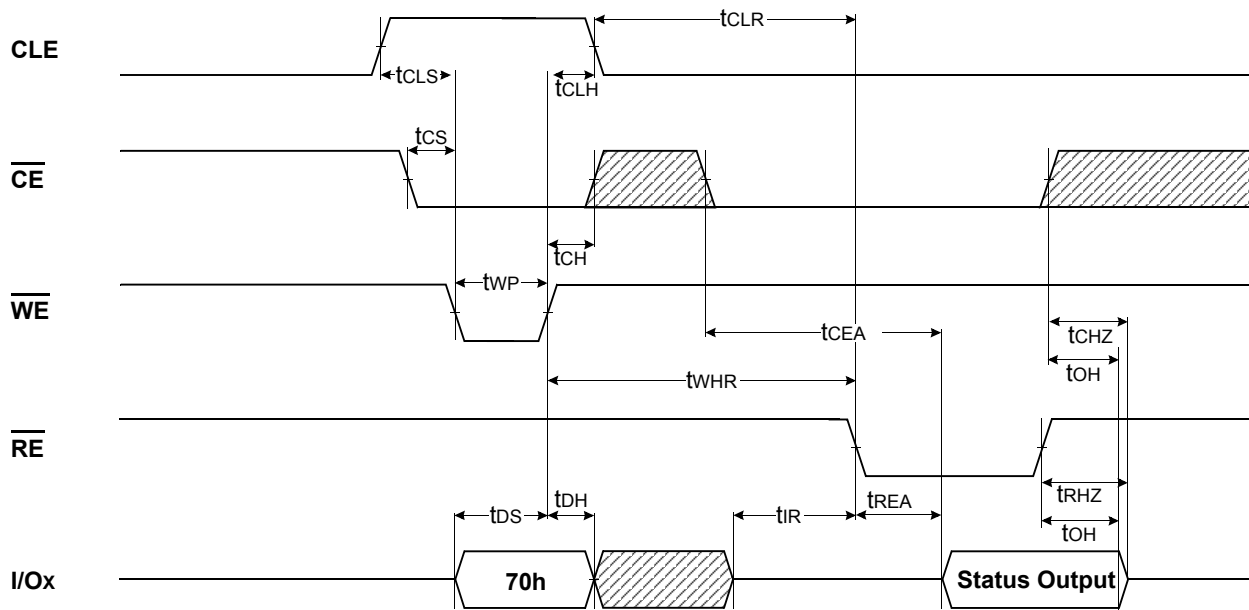 CLE
tCLR
tCLS
tCLH
CE
tCS
tCH
WE
tWP
tCEA
tCHZ
tOH
tWHR
RE
tDS
tDH
tIR
tREA
tRHZ
tOH
I/Ox
70h
Status Output